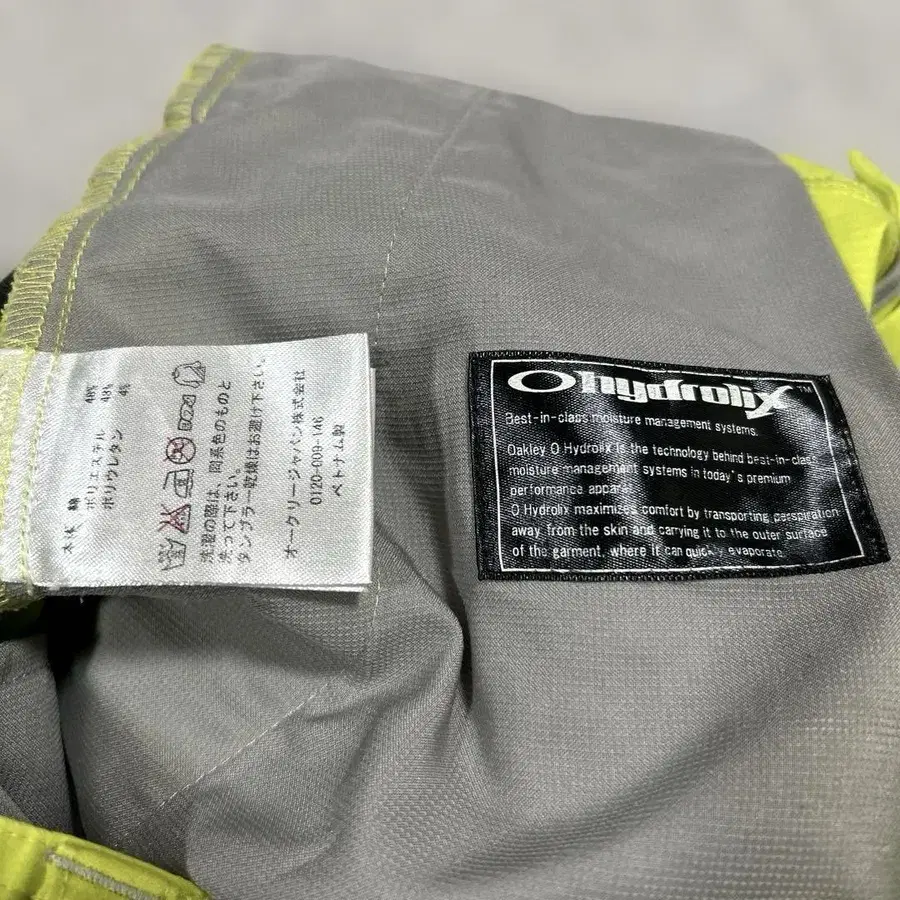 本体 綿 48%
ポリエステル 48%
ポリウレタン 4%
洗濯の際は、同系色のものと
洗って下さい。
タンブラー乾燥はお避け下さい。
オークリージャパン株式会社
0120-009-146
ベトナム製
O hydrolix™
Best-in-class moisture management systems.
Oakley O Hydrolix is the technology behind best-in-class
moisture management systems in today's premium
performance apparel
O Hydrolix maximizes comfort by transporting perspiration
away from the skin and carrying it to the outer surface
of the garment, where it can quickly evaporate.